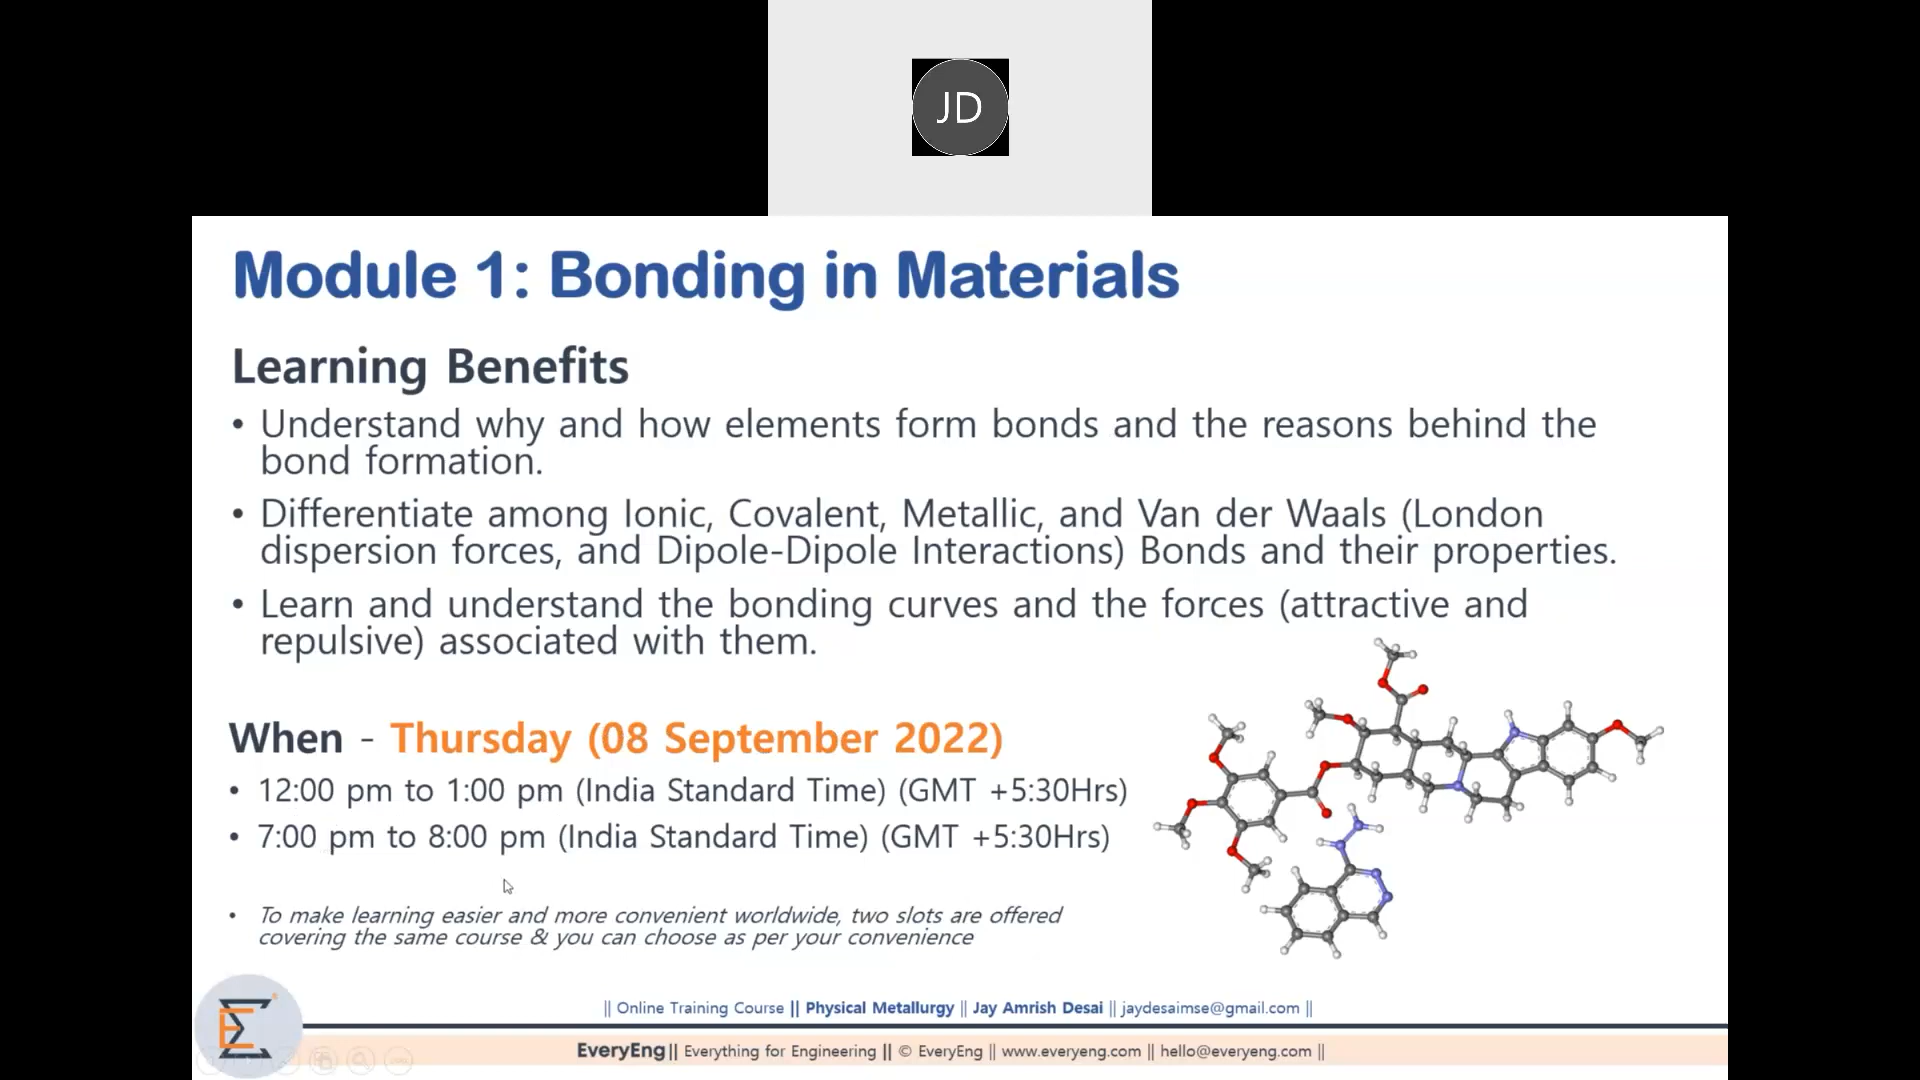 JD
Module 1: Bonding in Materials
Learning Benefits
• Understand why and how elements form bonds and the reasons behind the
bond formation.
• Differentiate among Ionic, Covalent, Metallic, and Van der Waals (London
dispersion forces, and Dipole-Dipole Interactions) Bonds and their properties.
• Learn and understand the bonding curves and the forces (attractive and
repulsive) associated with them.
When - Thursday (08 September 2022)
• 12:00 pm to 1:00 pm (India Standard Time) (GMT +5:30Hrs)
• 7:00 pm to 8:00 pm (India Standard Time) (GMT +5:30Hrs)
• To make learning easier and more convenient worldwide, two slots are offered
covering the same course & you can choose as per your convenience
|| Online Training Course || Physical Metallurgy || Jay Amrish Desai || jaydesaimse@gmail.com ||
EveryEng || Everything for Engineering || © EveryEng || www.everyeng.com || hello@everyeng.com ||